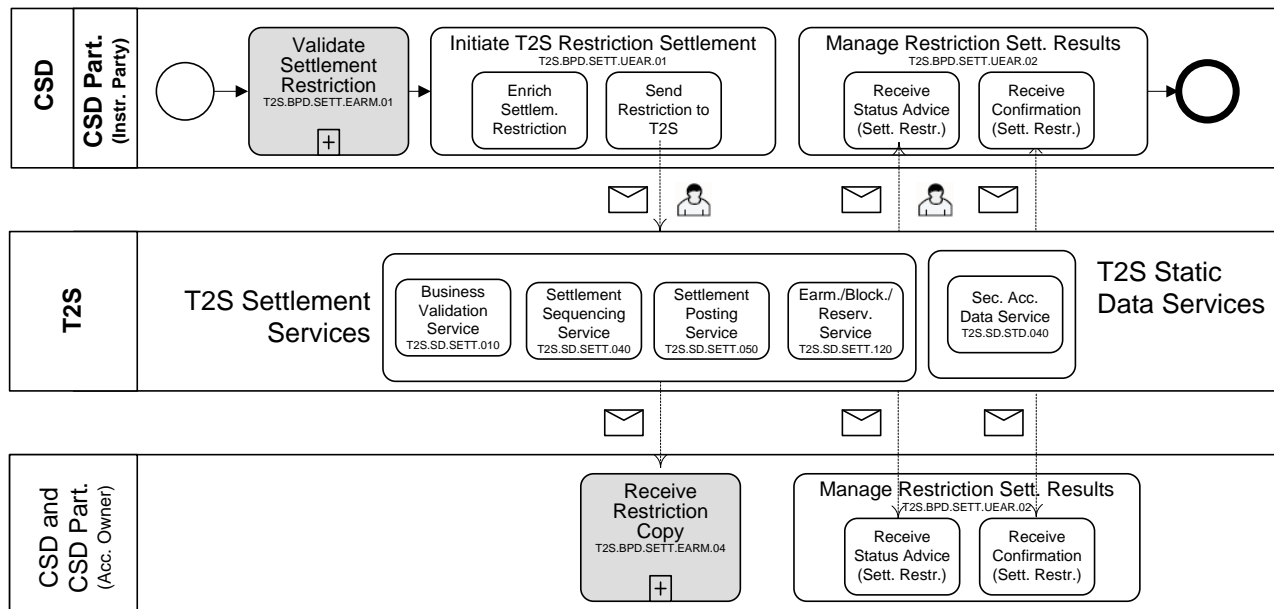 CSD
CSD Part.
(Instr. Party)
Validate
Settlement
Restriction
T2S.BPD.SETT.EARM.01
Initiate T2S Restriction Settlement
T2S.BPD.SETT.UEAR.01
Enrich
Settlem.
Restriction
Send
Restriction to
T2S
Manage Restriction Sett. Results
T2S.BPD.SETT.UEAR.02
Receive
Status Advice
(Sett. Restr.)
Receive
Confirmation
(Sett. Restr.)
T2S
T2S Settlement
Services
Business
Validation
Service
T2S.SD.SETT.010
Settlement
Sequencing
Service
T2S.SD.SETT.040
Settlement
Posting
Service
T2S.SD.SETT.050
Earm./Block./
Reserv.
Service
T2S.SD.SETT.120
Sec. Acc.
Data Service
T2S.SD.STD.040
T2S Static
Data Services
CSD and
CSD Part.
(Acc. Owner)
Receive
Restriction
Copy
T2S.BPD.SETT.EARM.04
Manage Restriction Sett. Results
T2S.BPD.SETT.UEAR.02
Receive
Status Advice
(Sett. Restr.)
Receive
Confirmation
(Sett. Restr.)